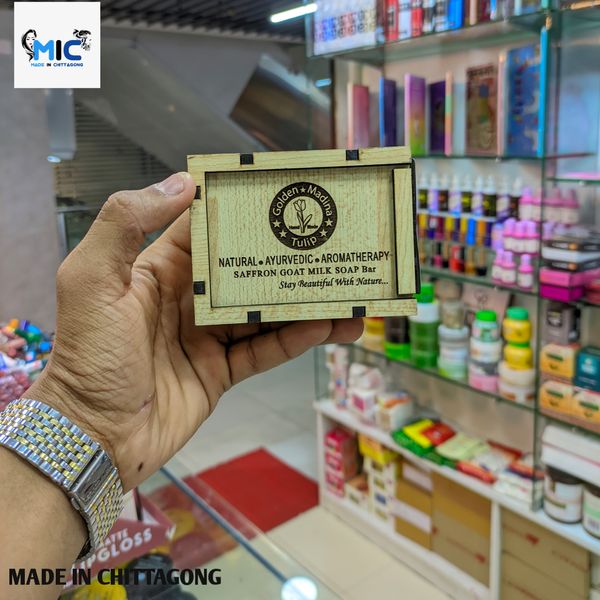 MIC
MADE IN CHITTAGONG
Golden ★ Madina
Tulip
NATURAL • AYURVEDIC • AROMATHERAPY
SAFFRON GOAT MILK SOAP Bar
Stay Beautiful With Nature...
LIPGLOSS
MADE IN CHITTAGONG